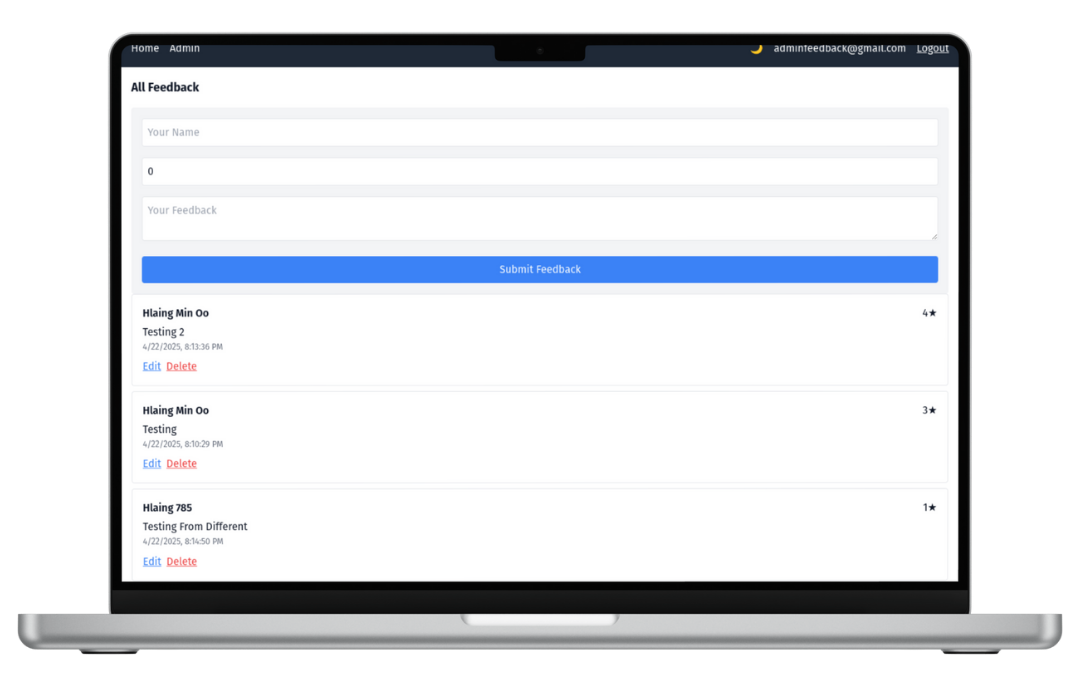 Home Admin adminfeedback@gmail.com Logout
All Feedback
Your Name
0
Your Feedback
Submit Feedback
Hlaing Min Oo 4★
Testing 2
4/22/2025, 8:13:36 PM
Edit Delete
Hlaing Min Oo 3★
Testing
4/22/2025, 8:10:29 PM
Edit Delete
Hlaing 785 1★
Testing From Different
4/22/2025, 8:14:50 PM
Edit Delete